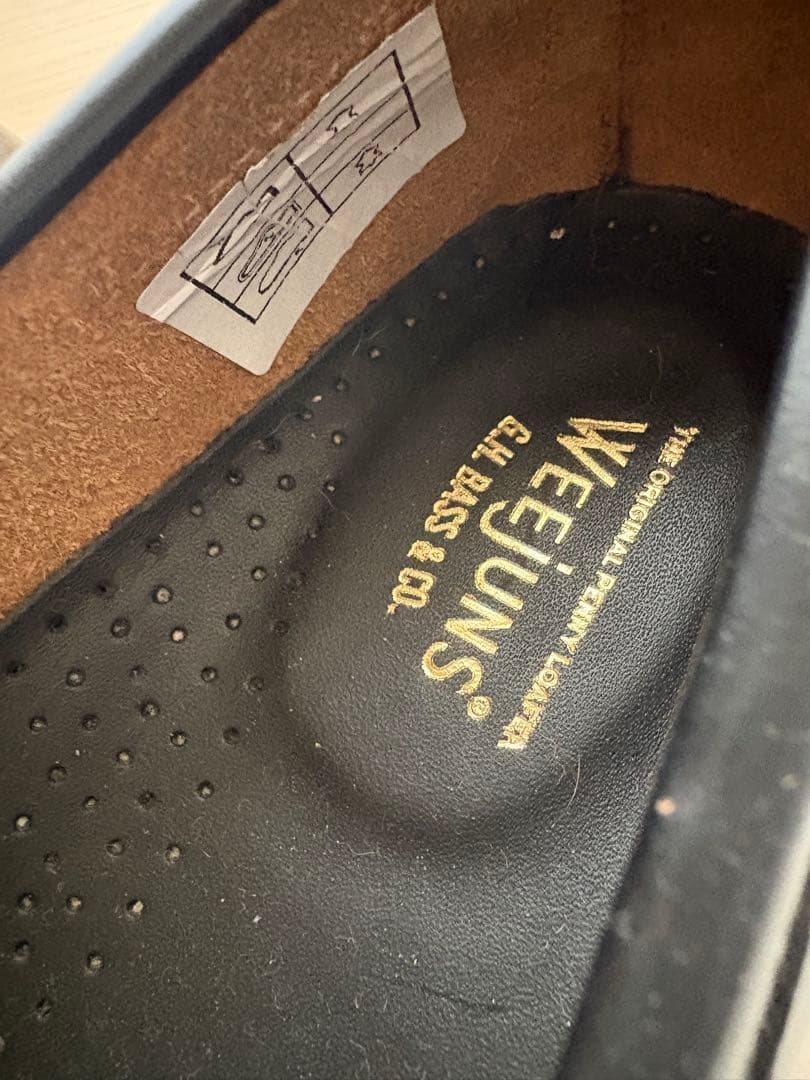 THE ORIGINAL PENNY LOAFER
WEEJUNS®
G.H. BASS & CO.